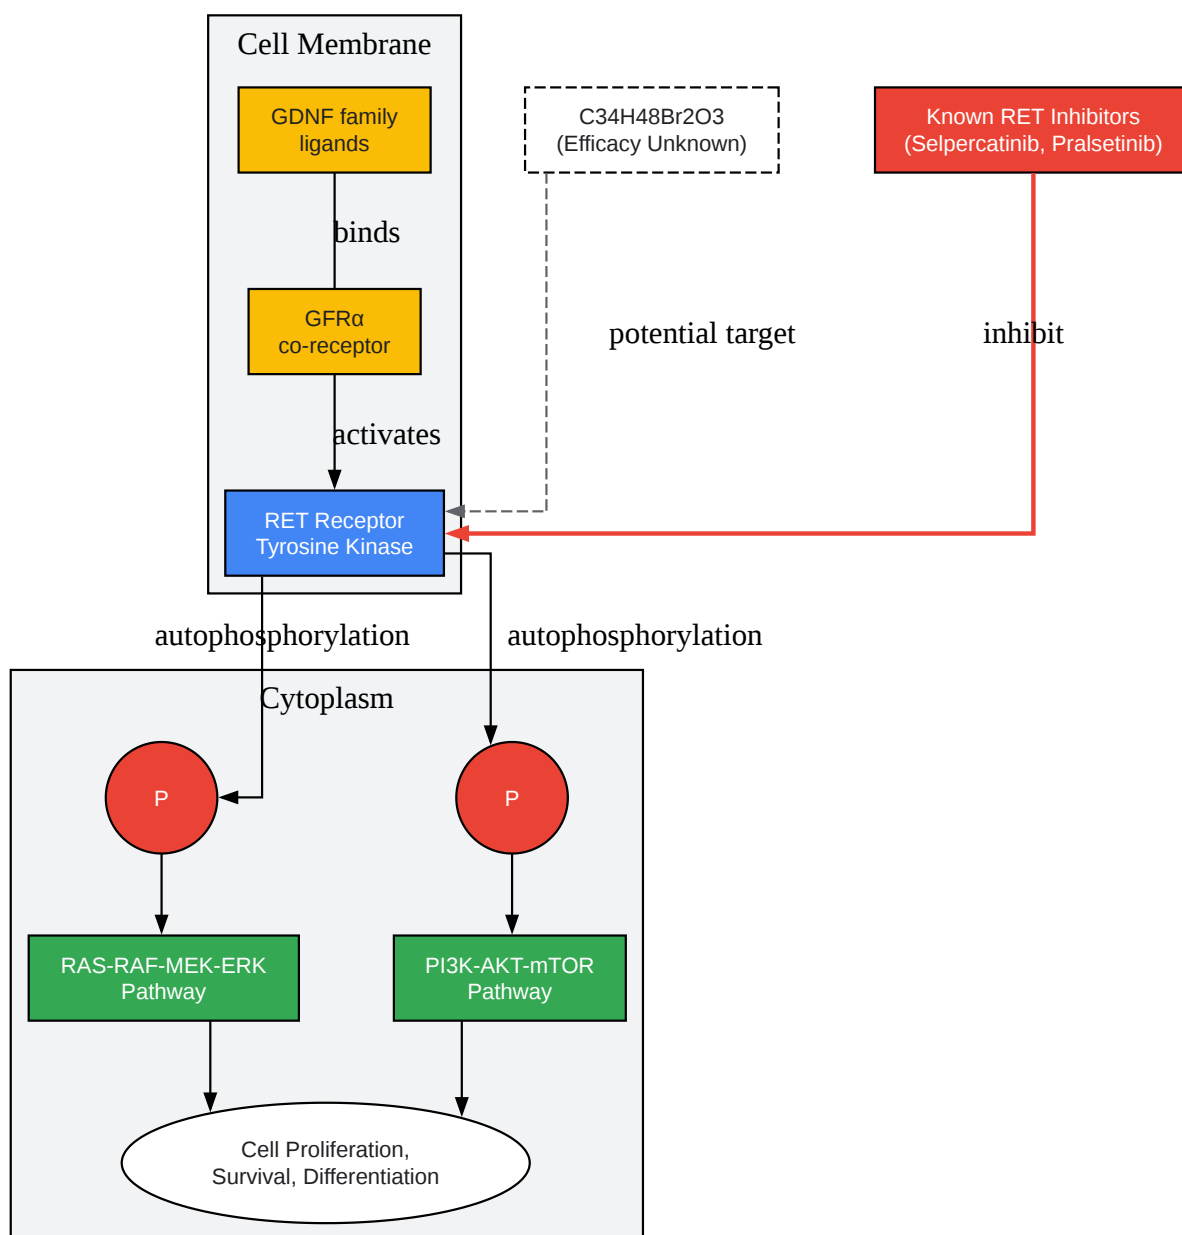 Cell Membrane
GDNF family
ligands
C34H48Br2O3
(Efficacy Unknown)
Known RET Inhibitors
(Selpercatinib, Pralsetinib)
binds
GFRα
co-receptor
potential target
inhibit
activates
RET Receptor
Tyrosine Kinase
autophosphorylation
autophosphorylation
Cytoplasm
P
P
RAS-RAF-MEK-ERK
Pathway
PI3K-AKT-mTOR
Pathway
Cell Proliferation,
Survival, Differentiation